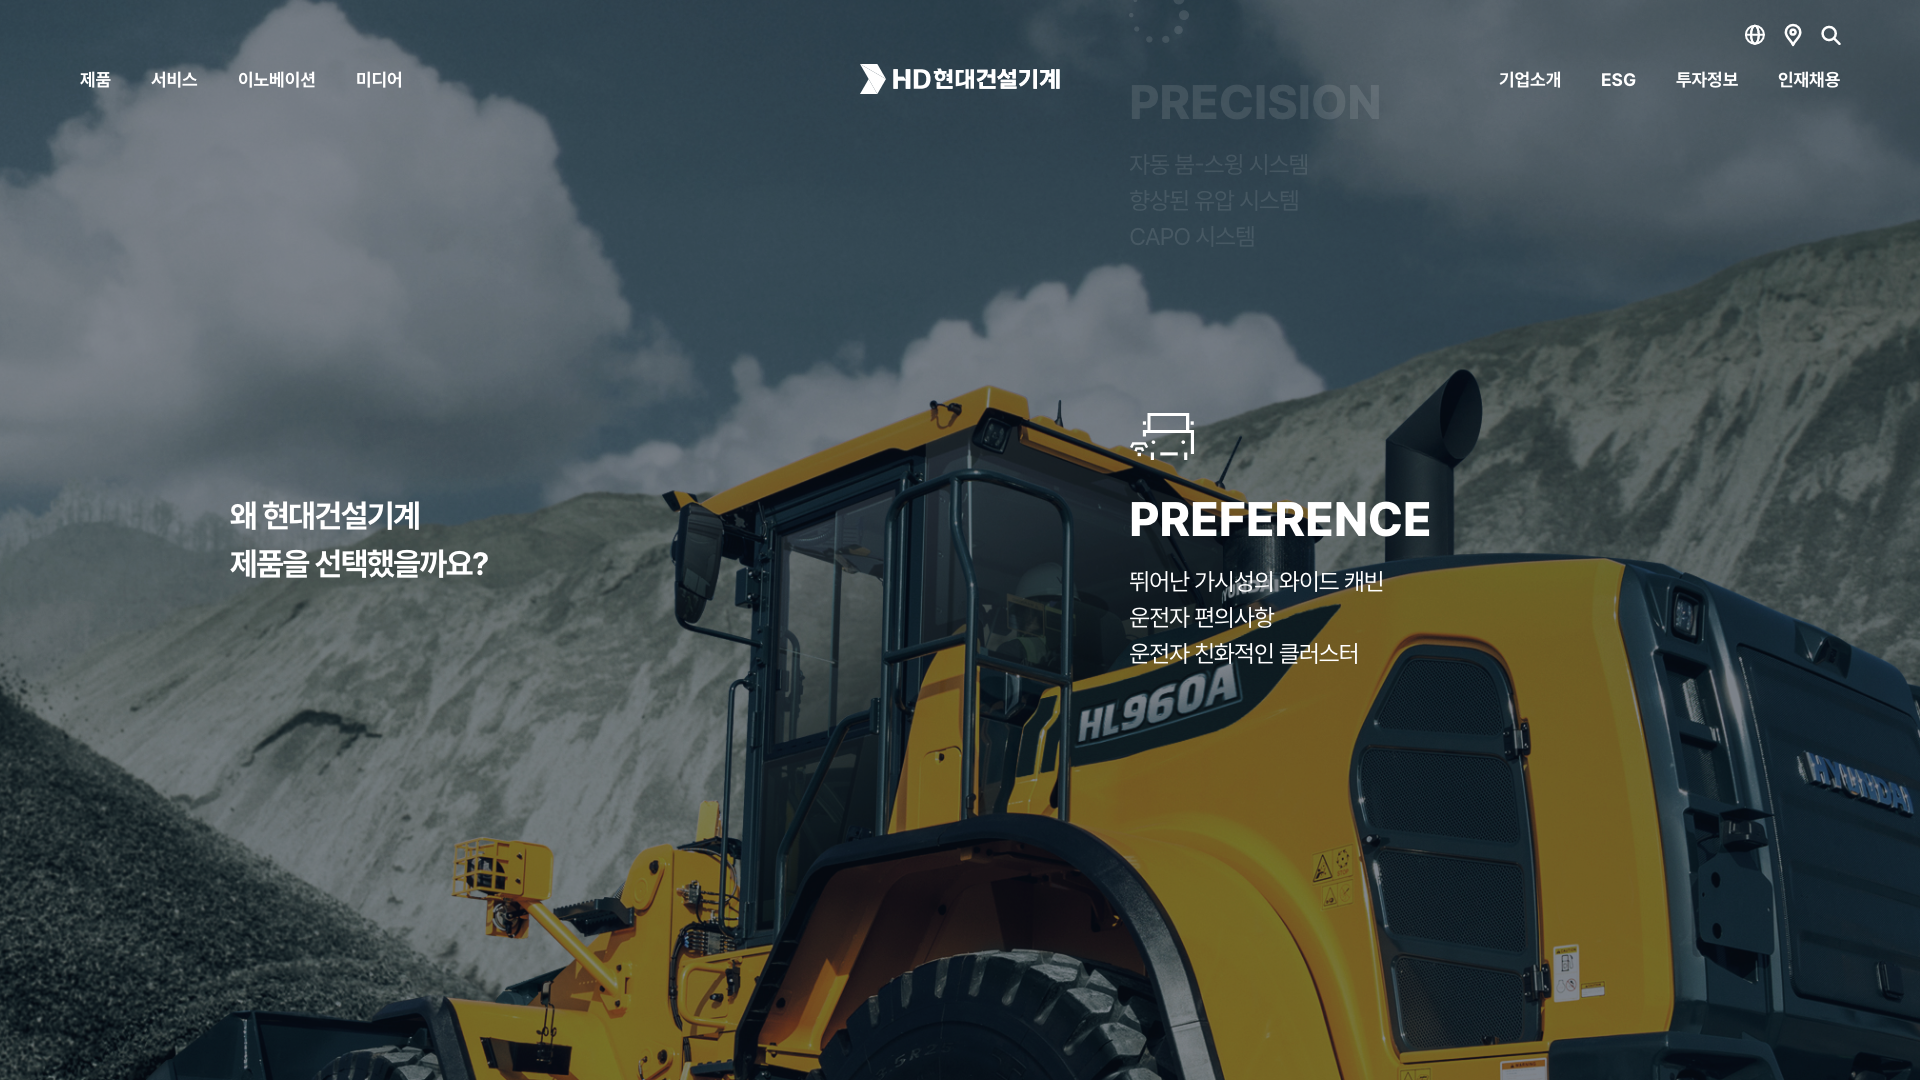 제품 서비스 이노베이션 미디어
HD현대건설기계
기업소개 ESG 투자정보 인재채용
PRECISION
자동 붐-스윙 시스템
향상된 유압 시스템
CAPO 시스템
왜 현대건설기계
제품을 선택했을까요?
PREFERENCE
뛰어난 가시성의 와이드 캐빈
운전자 편의사항
운전자 친화적인 클러스터
HL960A
HYUNDAI